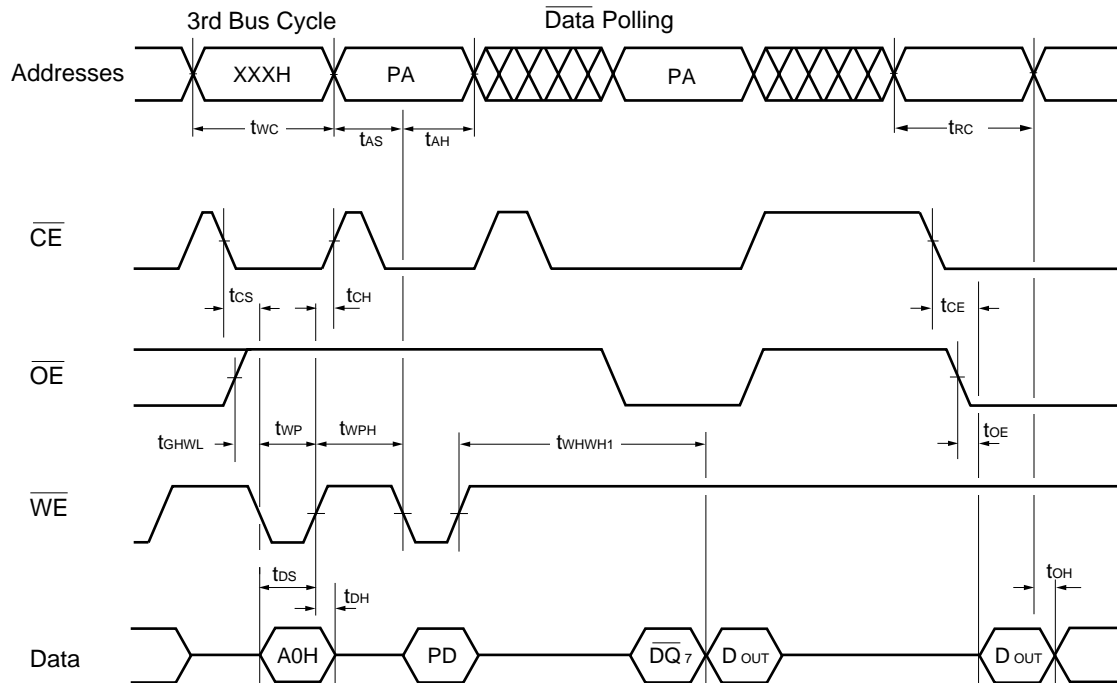 3rd Bus Cycle
Data Polling
Addresses
XXXH
PA
PA
tWC
tAS
tAH
tRC
CE
tCS
tCH
tCE
OE
tGHWL
tWP
tWPH
tWHWH1
tOE
WE
tDS
tDH
tOH
Data
A0H
PD
DQ7
DOUT
DOUT